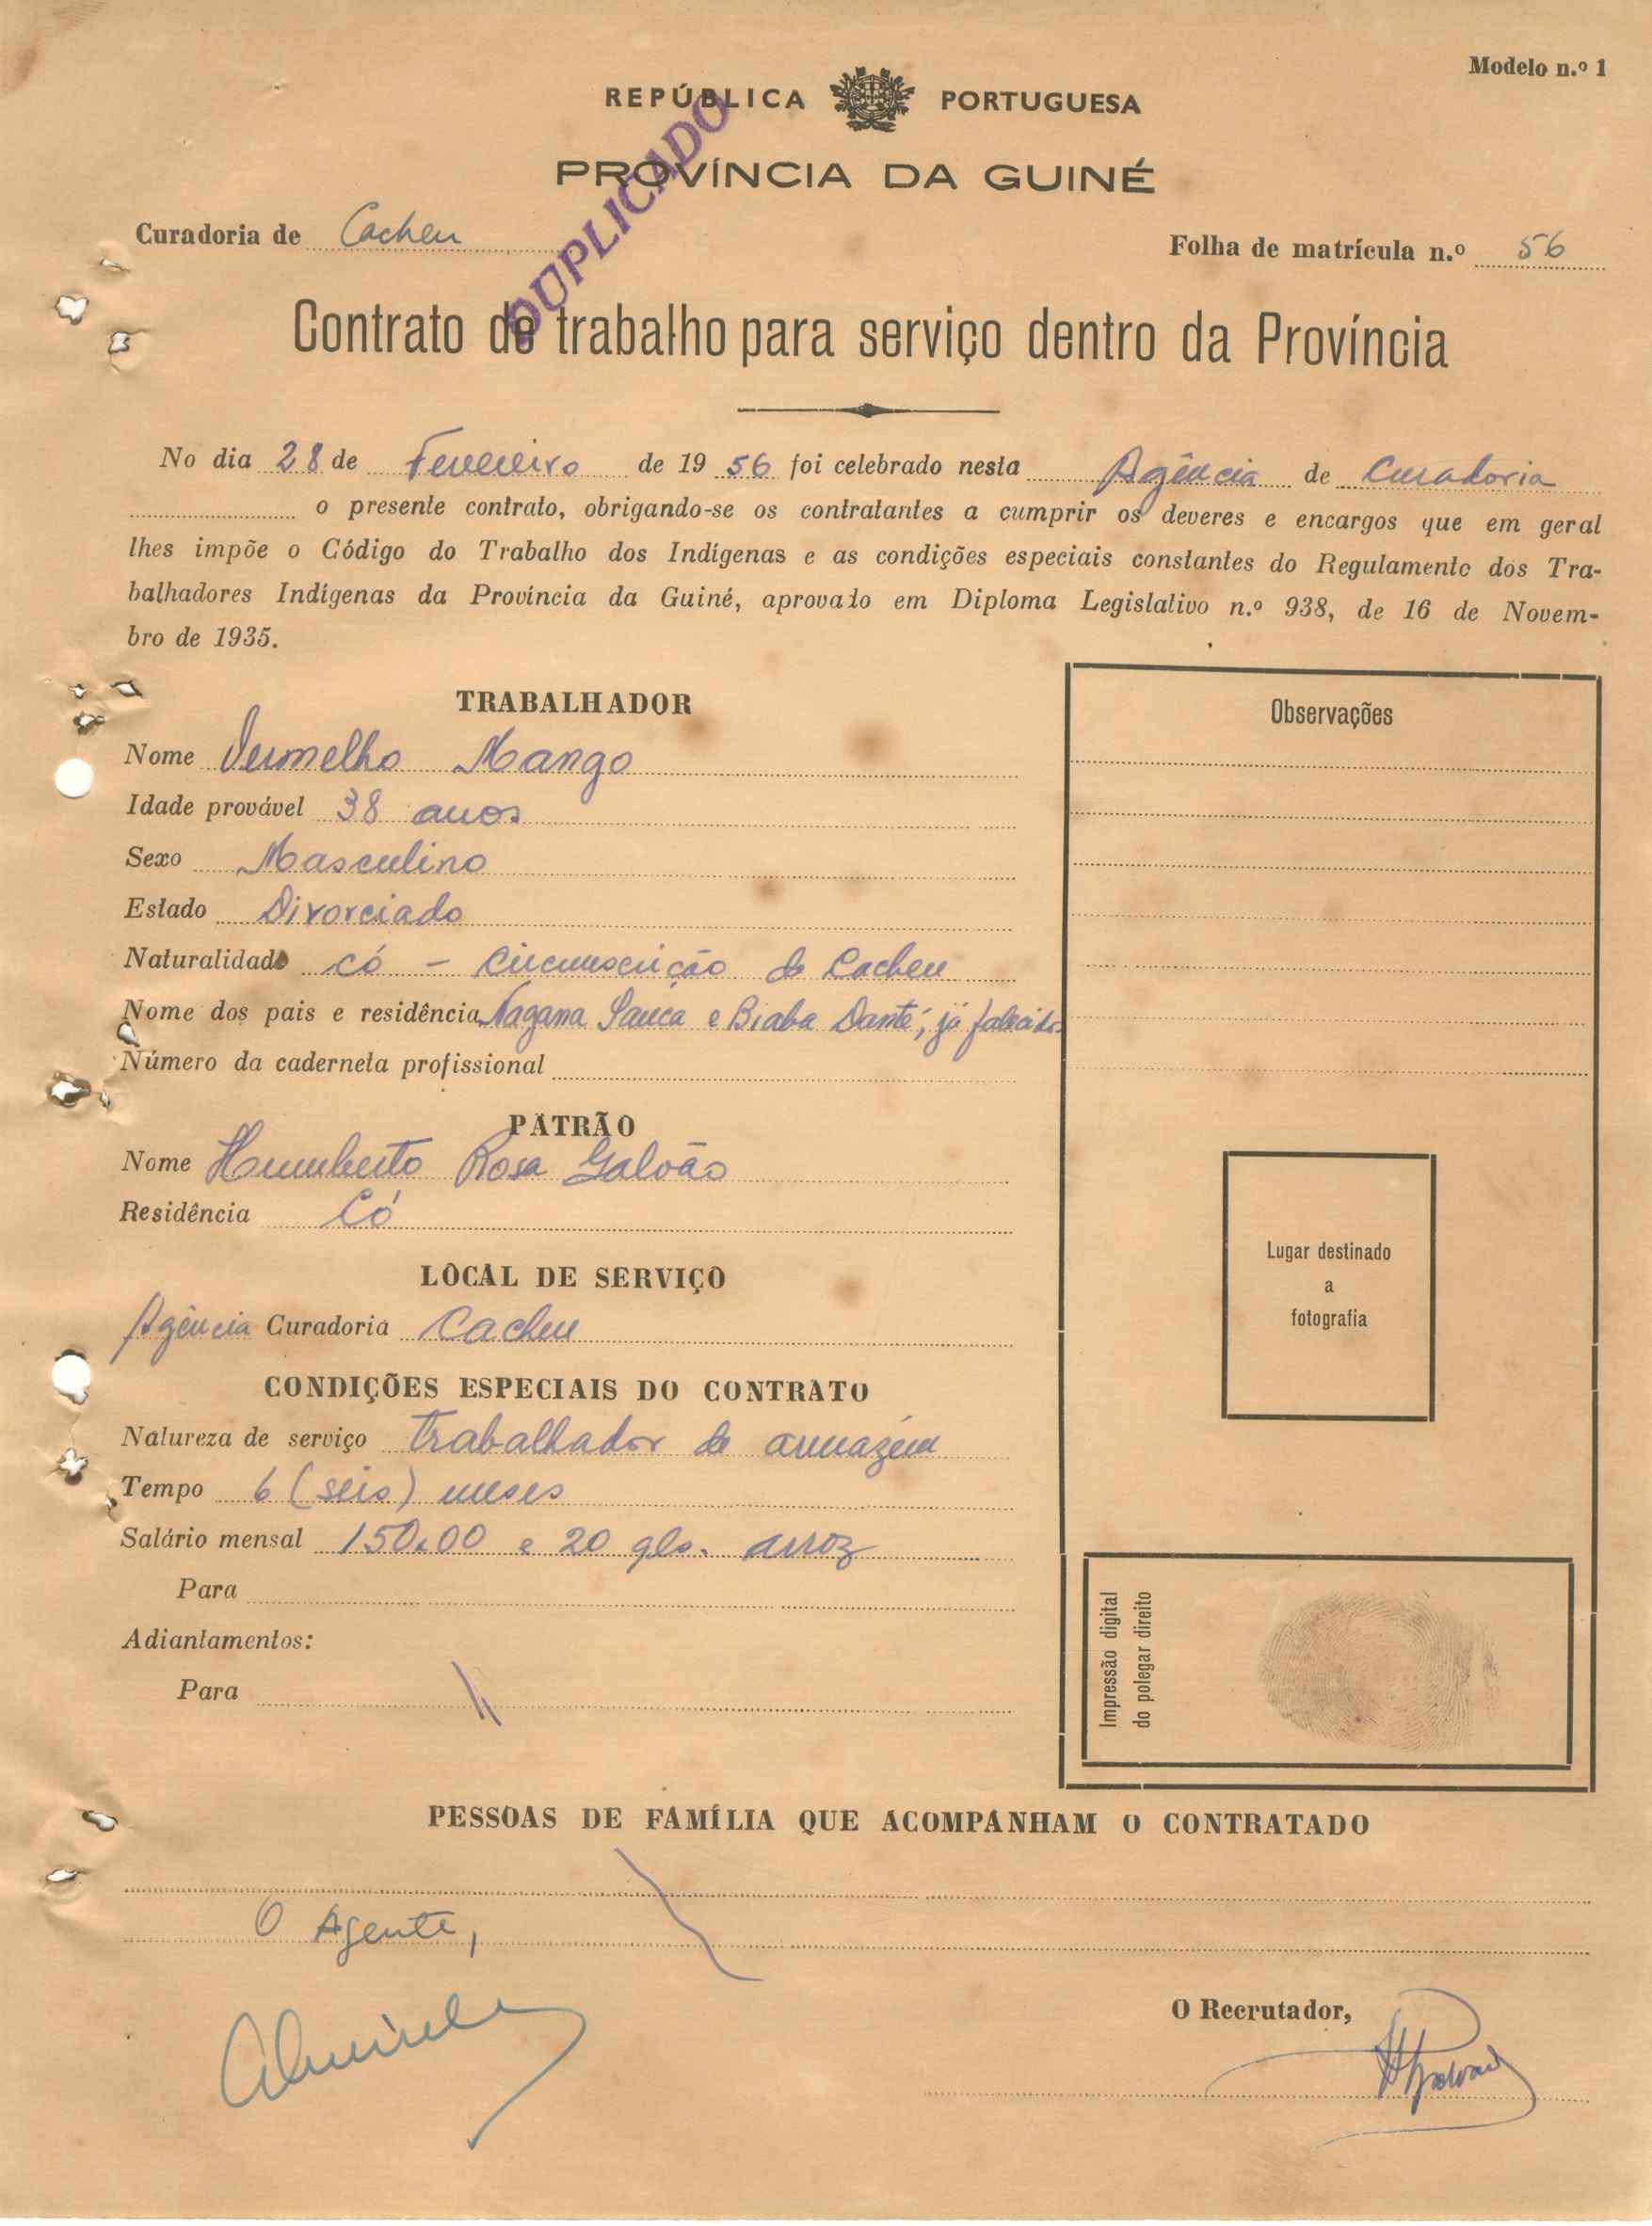 Modelo n.º 1
REPÚBLICA PORTUGUESA
DUPLICADO
PROVÍNCIA DA GUINÉ
Curadoria de Cacheu
Folha de matrícula n.º 56
Contrato de trabalho para serviço dentro da Província
No dia 28 de Fevereiro de 19 56 foi celebrado nesta Agência de Curadoria
o presente contrato, obrigando-se os contratantes a cumprir os deveres e encargos que em geral
lhes impõe o Código do Trabalho dos Indígenas e as condições especiais constantes do Regulamento dos Tra-
balhadores Indígenas da Província da Guiné, aprovado em Diploma Legislativo n.º 938, de 16 de Novem-
bro de 1935.
TRABALHADOR
Nome Vermelho Mango
Idade provável 38 anos
Sexo Masculino
Estado Divorciado
Naturalidade Có - Circunscrição de Cacheu
Nome dos pais e residência Nagana Sanca e Biaba Danté, já falecidos
Número da caderneta profissional
PATRÃO
Nome Humberto Rosa Galvão
Residência Có
LOCAL DE SERVIÇO
Agência Curadoria Cacheu
CONDIÇÕES ESPECIAIS DO CONTRATO
Natureza de serviço trabalhador de armazém
Tempo 6 (seis) meses
Salário mensal 150.00 e 20 qls. arroz
Para
Adiantamentos:
Para
Observações
Lugar destinado
a
fotografia
Impressão digital
do polegar direito
PESSOAS DE FAMÍLIA QUE ACOMPANHAM O CONTRATADO
O Agente,
O Recrutador,
HGalvão